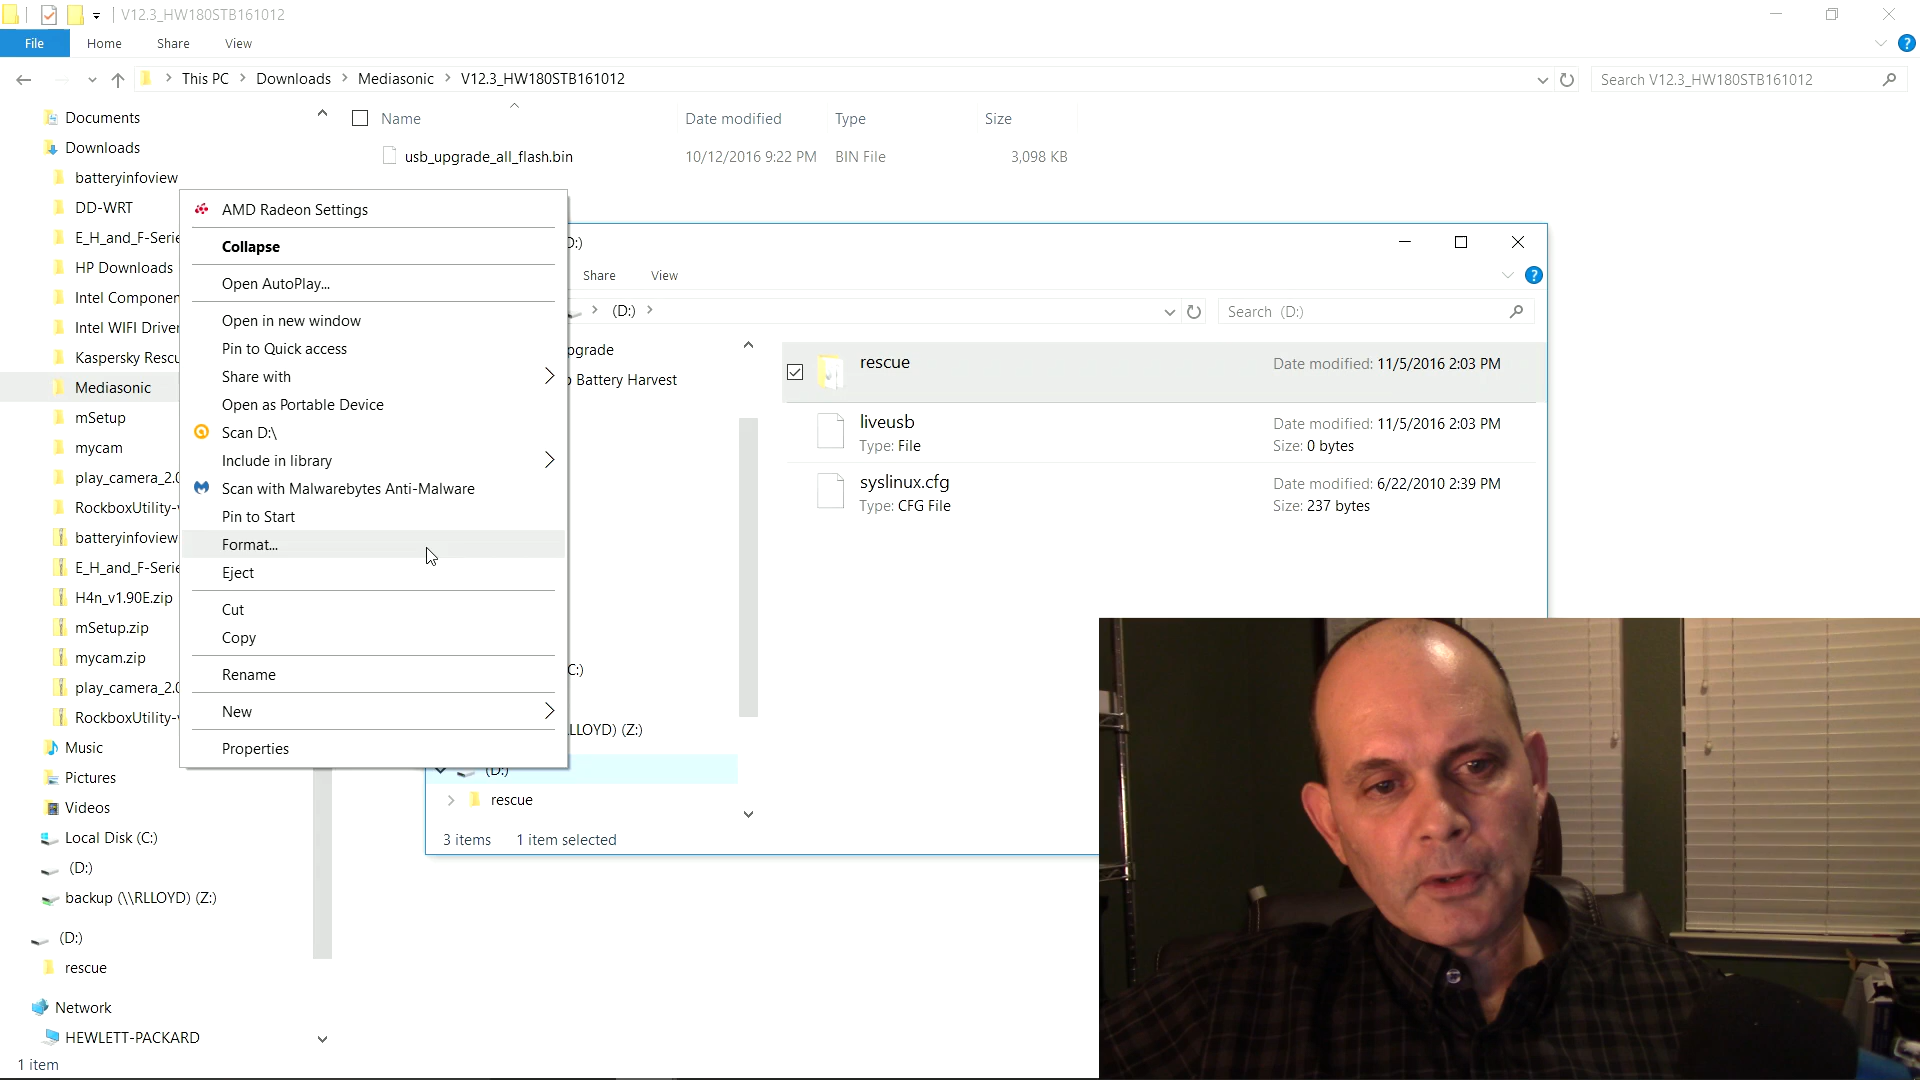 V12.3_HW180STB161012
File Home Share View
This PC Downloads Mediasonic V12.3_HW180STB161012
Search V12.3_HW180STB161012
Name Date modified Type Size
usb_upgrade_all_flash.bin 10/12/2016 9:22 PM BIN File 3,098 KB
Documents
Downloads
batteryinfoview
DD-WRT
E_H_and_F-Serie
HP Downloads
Intel Componen
Intel WIFI Driver
Kaspersky Rescu
Mediasonic
mSetup
mycam
play_camera_2.0
RockboxUtility-v
batteryinfoview
E_H_and_F-Serie
H4n_v1.90E.zip
mSetup.zip
mycam.zip
play_camera_2.0
RockboxUtility-v
Music
Pictures
Videos
Local Disk (C:)
(D:)
backup (\\RLLOYD) (Z:)
(D:)
rescue
Network
HEWLETT-PACKARD
1 item
AMD Radeon Settings
Collapse
Open AutoPlay...
Open in new window
Pin to Quick access
Share with
Open as Portable Device
Scan D:\
Include in library
Scan with Malwarebytes Anti-Malware
Pin to Start
Format...
Eject
Cut
Copy
Rename
New
Properties
D:)
Share View
(D:)
Search (D:)
pgrade
Battery Harvest
C:)
LLOYD) (Z:)
(D:)
rescue
3 items 1 item selected
rescue Date modified: 11/5/2016 2:03 PM
liveusb Date modified: 11/5/2016 2:03 PM
Type: File Size: 0 bytes
syslinux.cfg Date modified: 6/22/2010 2:39 PM
Type: CFG File Size: 237 bytes